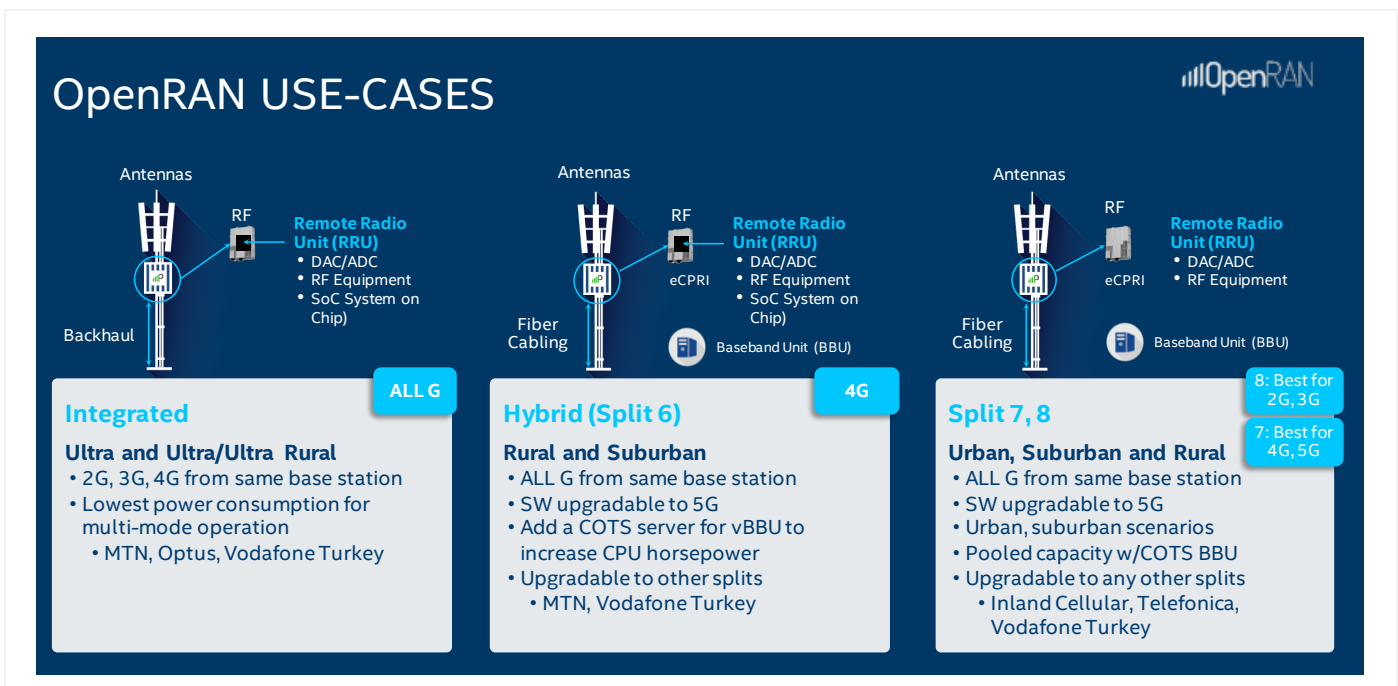 OpenRAN USE-CASES
OpenRAN
Antennas
RF
Remote Radio
Unit (RRU)
• DAC/ADC
• RF Equipment
• SoC System on
Chip)
Backhaul
ALL G
Integrated
Ultra and Ultra/Ultra Rural
• 2G, 3G, 4G from same base station
• Lowest power consumption for
multi-mode operation
• MTN, Optus, Vodafone Turkey
Antennas
RF
eCPRI
Remote Radio
Unit (RRU)
• DAC/ADC
• RF Equipment
• SoC System on
Chip)
Fiber
Cabling
Baseband Unit (BBU)
4G
Hybrid (Split 6)
Rural and Suburban
• ALL G from same base station
• SW upgradable to 5G
• Add a COTS server for vBBU to
increase CPU horsepower
• Upgradable to other splits
• MTN, Vodafone Turkey
Antennas
RF
eCPRI
Remote Radio
Unit (RRU)
• DAC/ADC
• RF Equipment
Fiber
Cabling
Baseband Unit (BBU)
8: Best for
2G, 3G
7: Best for
4G, 5G
Split 7, 8
Urban, Suburban and Rural
• ALL G from same base station
• SW upgradable to 5G
• Urban, suburban scenarios
• Pooled capacity w/COTS BBU
• Upgradable to any other splits
• Inland Cellular, Telefonica,
Vodafone Turkey